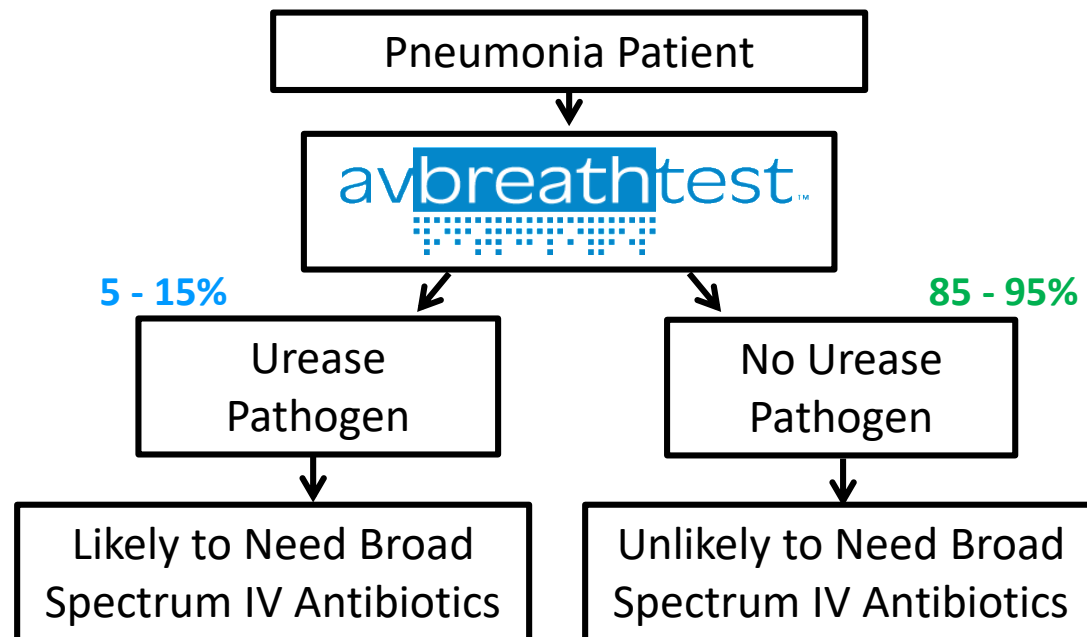 Pneumonia Patient
avbreathtest™
5 - 15%
85 - 95%
Urease
Pathogen
No Urease
Pathogen
Likely to Need Broad
Spectrum IV Antibiotics
Unlikely to Need Broad
Spectrum IV Antibiotics